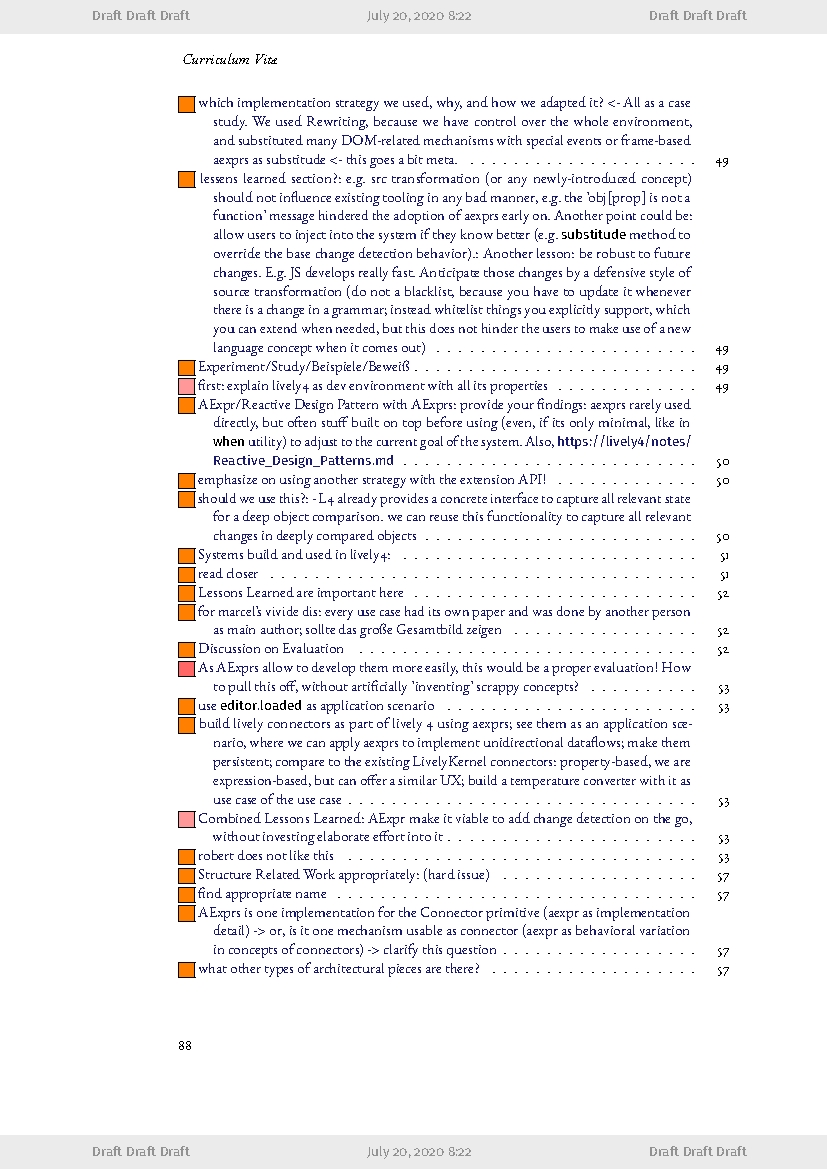 Draft Draft Draft July 20, 2020 8:22 Draft Draft Draft
Curriculum Vitæ
which implementation strategy we used, why, and how we adapted it? <- All as a case
study. We used Rewriting, because we have control over the whole environment,
and substituted many DOM-related mechanisms with special events or frame-based
aexprs as substitute <- this goes a bit meta. . . . . . . . . . . . . . . . . . . . . . . . . . 49
lessens learned section?: e.g. src transformation (or any newly-introduced concept)
should not influence existing tooling in any bad manner, e.g. the 'obj[prop] is not a
function' message hindered the adoption of aexprs early on. Another point could be:
allow users to inject into the system if they know better (e.g. substitude method to
override the base change detection behavior).: Another lesson: be robust to future
changes. E.g. JS develops really fast. Anticipate those changes by a defensive style of
source transformation (do not a blacklist, because you have to update it whenever
there is a change in a grammar; instead whitelist things you explicitly support, which
you can extend when needed, but this does not hinder the users to make use of a new
language concept when it comes out) . . . . . . . . . . . . . . . . . . . . . . . . . . . . . 49
Experiment/Study/Beispiele/Beweiß . . . . . . . . . . . . . . . . . . . . . . . . . . . . . . . 49
first: explain lively4 as dev environment with all its properties . . . . . . . . . . . . . . . 49
AExpr/Reactive Design Pattern with AExprs: provide your findings: aexprs rarely used
directly, but often stuff built on top before using (even, if its only minimal, like in
when utility) to adjust to the current goal of the system. Also, https://lively4/notes/
Reactive_Design_Patterns.md . . . . . . . . . . . . . . . . . . . . . . . . . . . . . . . . . 50
emphasize on using another strategy with the extension API! . . . . . . . . . . . . . . . 50
should we use this?: - L4 already provides a concrete interface to capture all relevant state
for a deep object comparison. we can reuse this functionality to capture all relevant
changes in deeply compared objects . . . . . . . . . . . . . . . . . . . . . . . . . . . . . . 50
Systems build and used in lively4: . . . . . . . . . . . . . . . . . . . . . . . . . . . . . . . . 51
read closer . . . . . . . . . . . . . . . . . . . . . . . . . . . . . . . . . . . . . . . . . . . . . . . 51
Lessons Learned are important here . . . . . . . . . . . . . . . . . . . . . . . . . . . . . . . 52
for marcel's vivide dis: every use case had its own paper and was done by another person
as main author; sollte das große Gesamtbild zeigen . . . . . . . . . . . . . . . . . . . . 52
Discussion on Evaluation . . . . . . . . . . . . . . . . . . . . . . . . . . . . . . . . . . . . . 52
As AExprs allow to develop them more easily, this would be a proper evaluation! How
to pull this off, without artificially 'inventing' scrappy concepts? . . . . . . . . . . . . 53
use editor.loaded as application scenario . . . . . . . . . . . . . . . . . . . . . . . . . . . . 53
build lively connectors as part of lively 4 using aexprs; see them as an application sce-
nario, where we can apply aexprs to implement unidirectional dataflows; make them
persistent; compare to the existing LivelyKernel connectors: property-based, we are
expression-based, but can offer a similar UX; build a temperature converter with it as
use case of the use case . . . . . . . . . . . . . . . . . . . . . . . . . . . . . . . . . . . . . . 53
Combined Lessons Learned: AExpr make it viable to add change detection on the go,
without investing elaborate effort into it . . . . . . . . . . . . . . . . . . . . . . . . . . . . 53
robert does not like this . . . . . . . . . . . . . . . . . . . . . . . . . . . . . . . . . . . . . . 53
Structure Related Work appropriately: (hard issue) . . . . . . . . . . . . . . . . . . . . . 57
find appropriate name . . . . . . . . . . . . . . . . . . . . . . . . . . . . . . . . . . . . . . . 57
AExprs is one implementation for the Connector primitive (aexpr as implementation
detail) -> or, is it one mechanism usable as connector (aexpr as behavioral variation
in concepts of connectors) -> clarify this question . . . . . . . . . . . . . . . . . . . . . . 57
what other types of architectural pieces are there? . . . . . . . . . . . . . . . . . . . . . . 57
88
Draft Draft Draft July 20, 2020 8:22 Draft Draft Draft